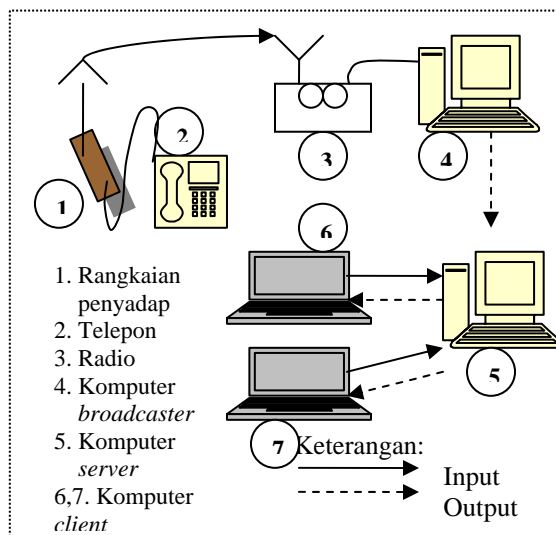 1
2
3
4
6
5
7
1. Rangkaian
penyadap
2. Telepon
3. Radio
4. Komputer
broadcaster
5. Komputer
server
6,7. Komputer
client
Keterangan:
Input
Output